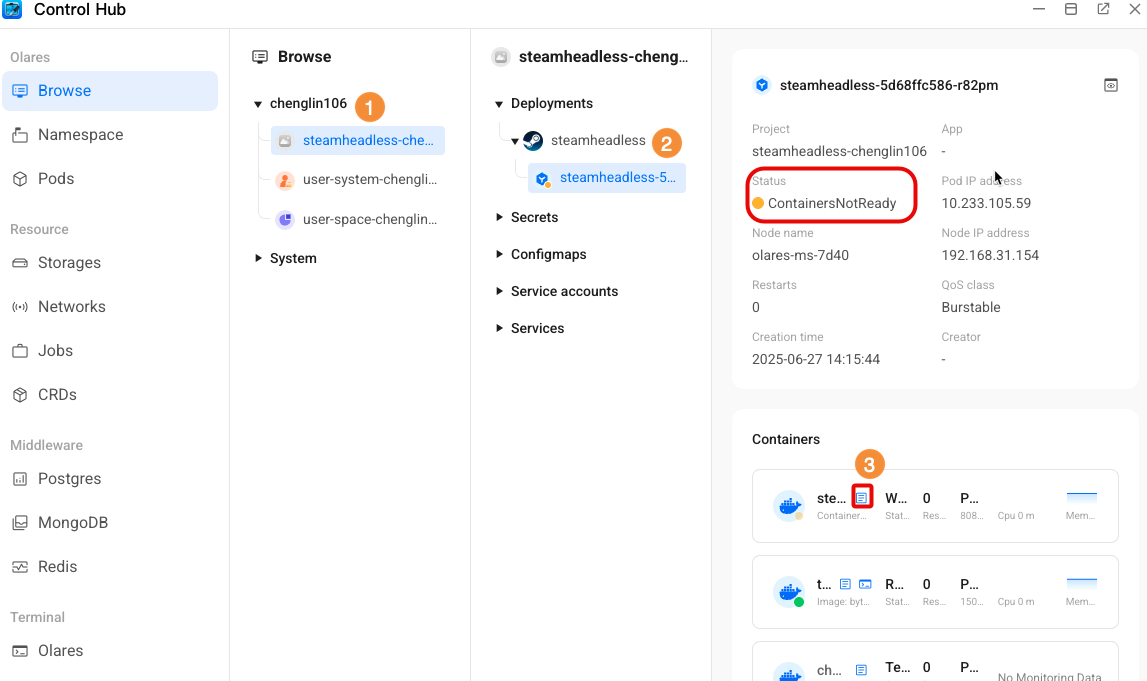 Control Hub
Olares
Browse
Namespace
Pods
Resource
Storages
Networks
Jobs
CRDs
Middleware
Postgres
MongoDB
Redis
Terminal
Olares
Browse
chenglin106
1
steamheadless-che...
user-system-chengli...
user-space-chenglin...
System
steamheadless-cheng...
Deployments
steamheadless
2
steamheadless-5...
Secrets
Configmaps
Service accounts
Services
steamheadless-5d68ffc586-r82pm
Project App
steamheadless-chenglin106 -
Status Pod IP address
ContainersNotReady 10.233.105.59
Node name Node IP address
olares-ms-7d40 192.168.31.154
Restarts QoS class
0 Burstable
Creation time Creator
2025-06-27 14:15:44 -
Containers
3
ste... W... 0 P...
Container... Stat... Res... 808... Cpu 0 m Mem...
t... R... 0 P...
Image: byt... Stat... Res... 150... Cpu 0 m Mem...
ch... Te... 0 P... No Monitoring Data